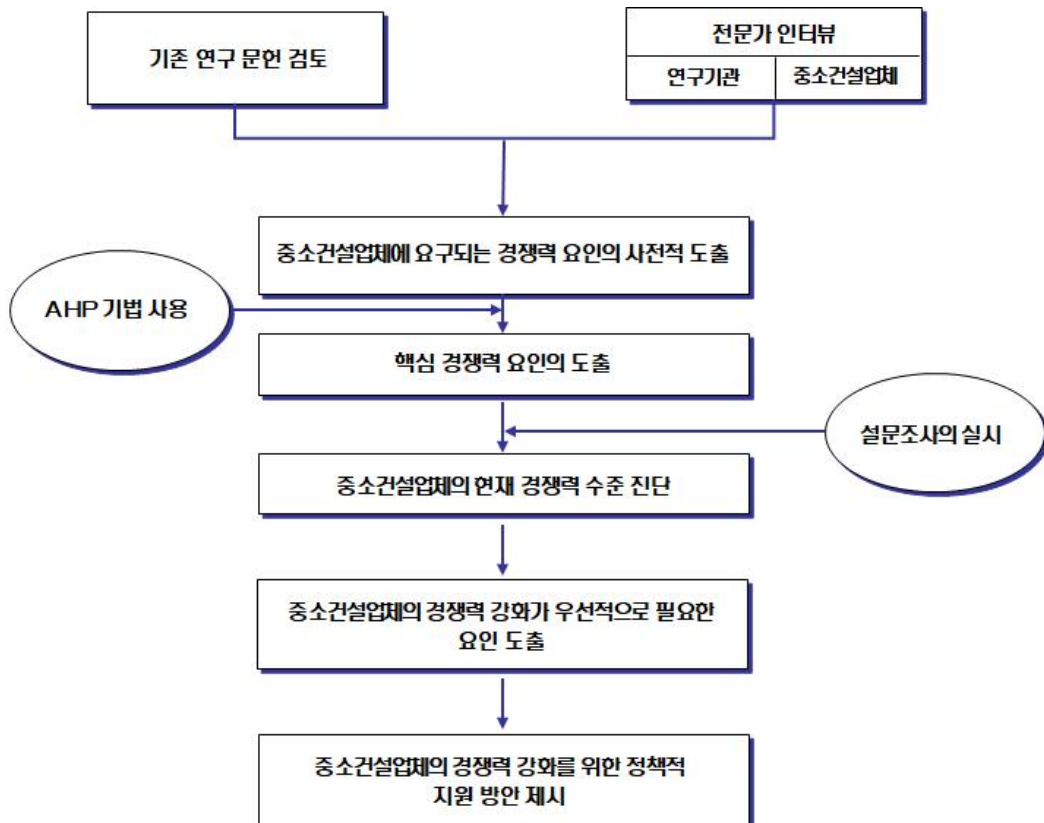 기존 연구 문헌 검토
전문가 인터뷰
연구기관
중소건설업체
중소건설업체에 요구되는 경쟁력 요인의 사전적 도출
AHP 기법 사용
핵심 경쟁력 요인의 도출
설문조사의 실시
중소건설업체의 현재 경쟁력 수준 진단
중소건설업체의 경쟁력 강화가 우선적으로 필요한
요인 도출
중소건설업체의 경쟁력 강화를 위한 정책적
지원 방안 제시